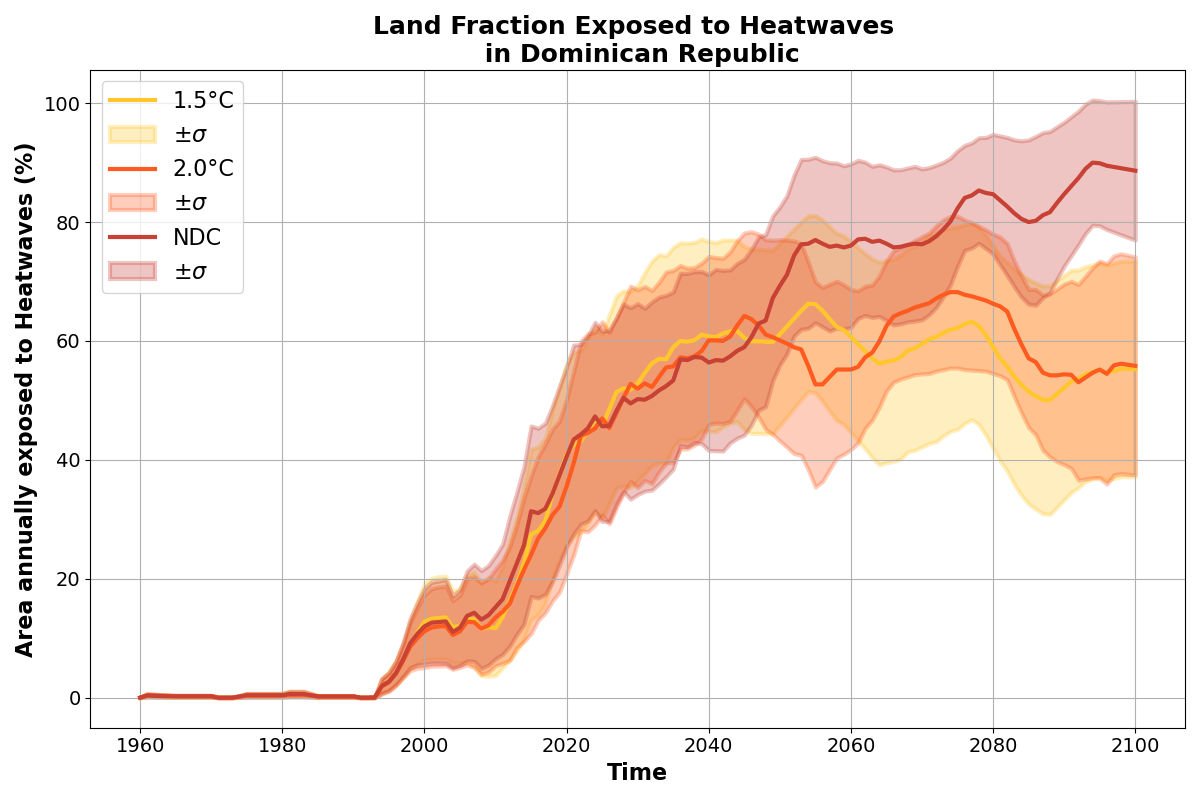 Land Fraction Exposed to Heatwaves
in Dominican Republic
Area annually exposed to Heatwaves (%)
100
80
60
40
20
0
1.5°C
±σ
2.0°C
±σ
NDC
±σ
1960 1980 2000 2020 2040 2060 2080 2100
Time